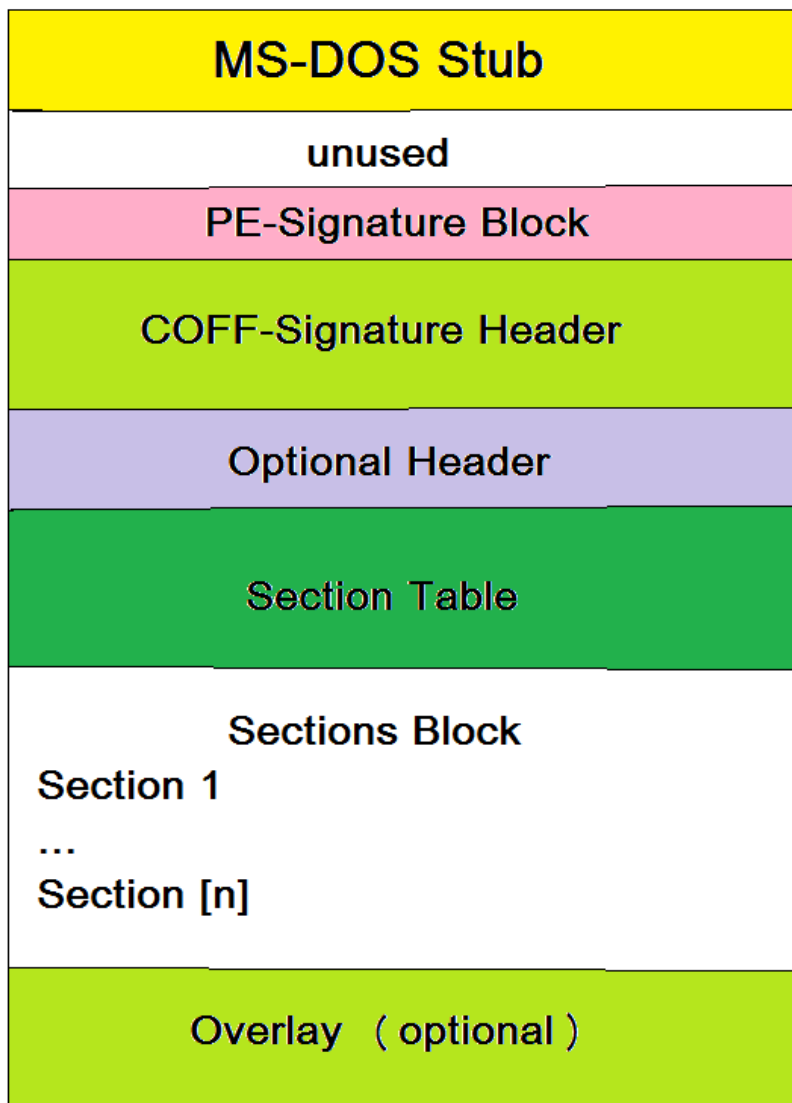 MS-DOS Stub
unused
PE-Signature Block
COFF-Signature Header
Optional Header
Section Table
Sections Block
Section 1
...
Section [n]
Overlay (optional)